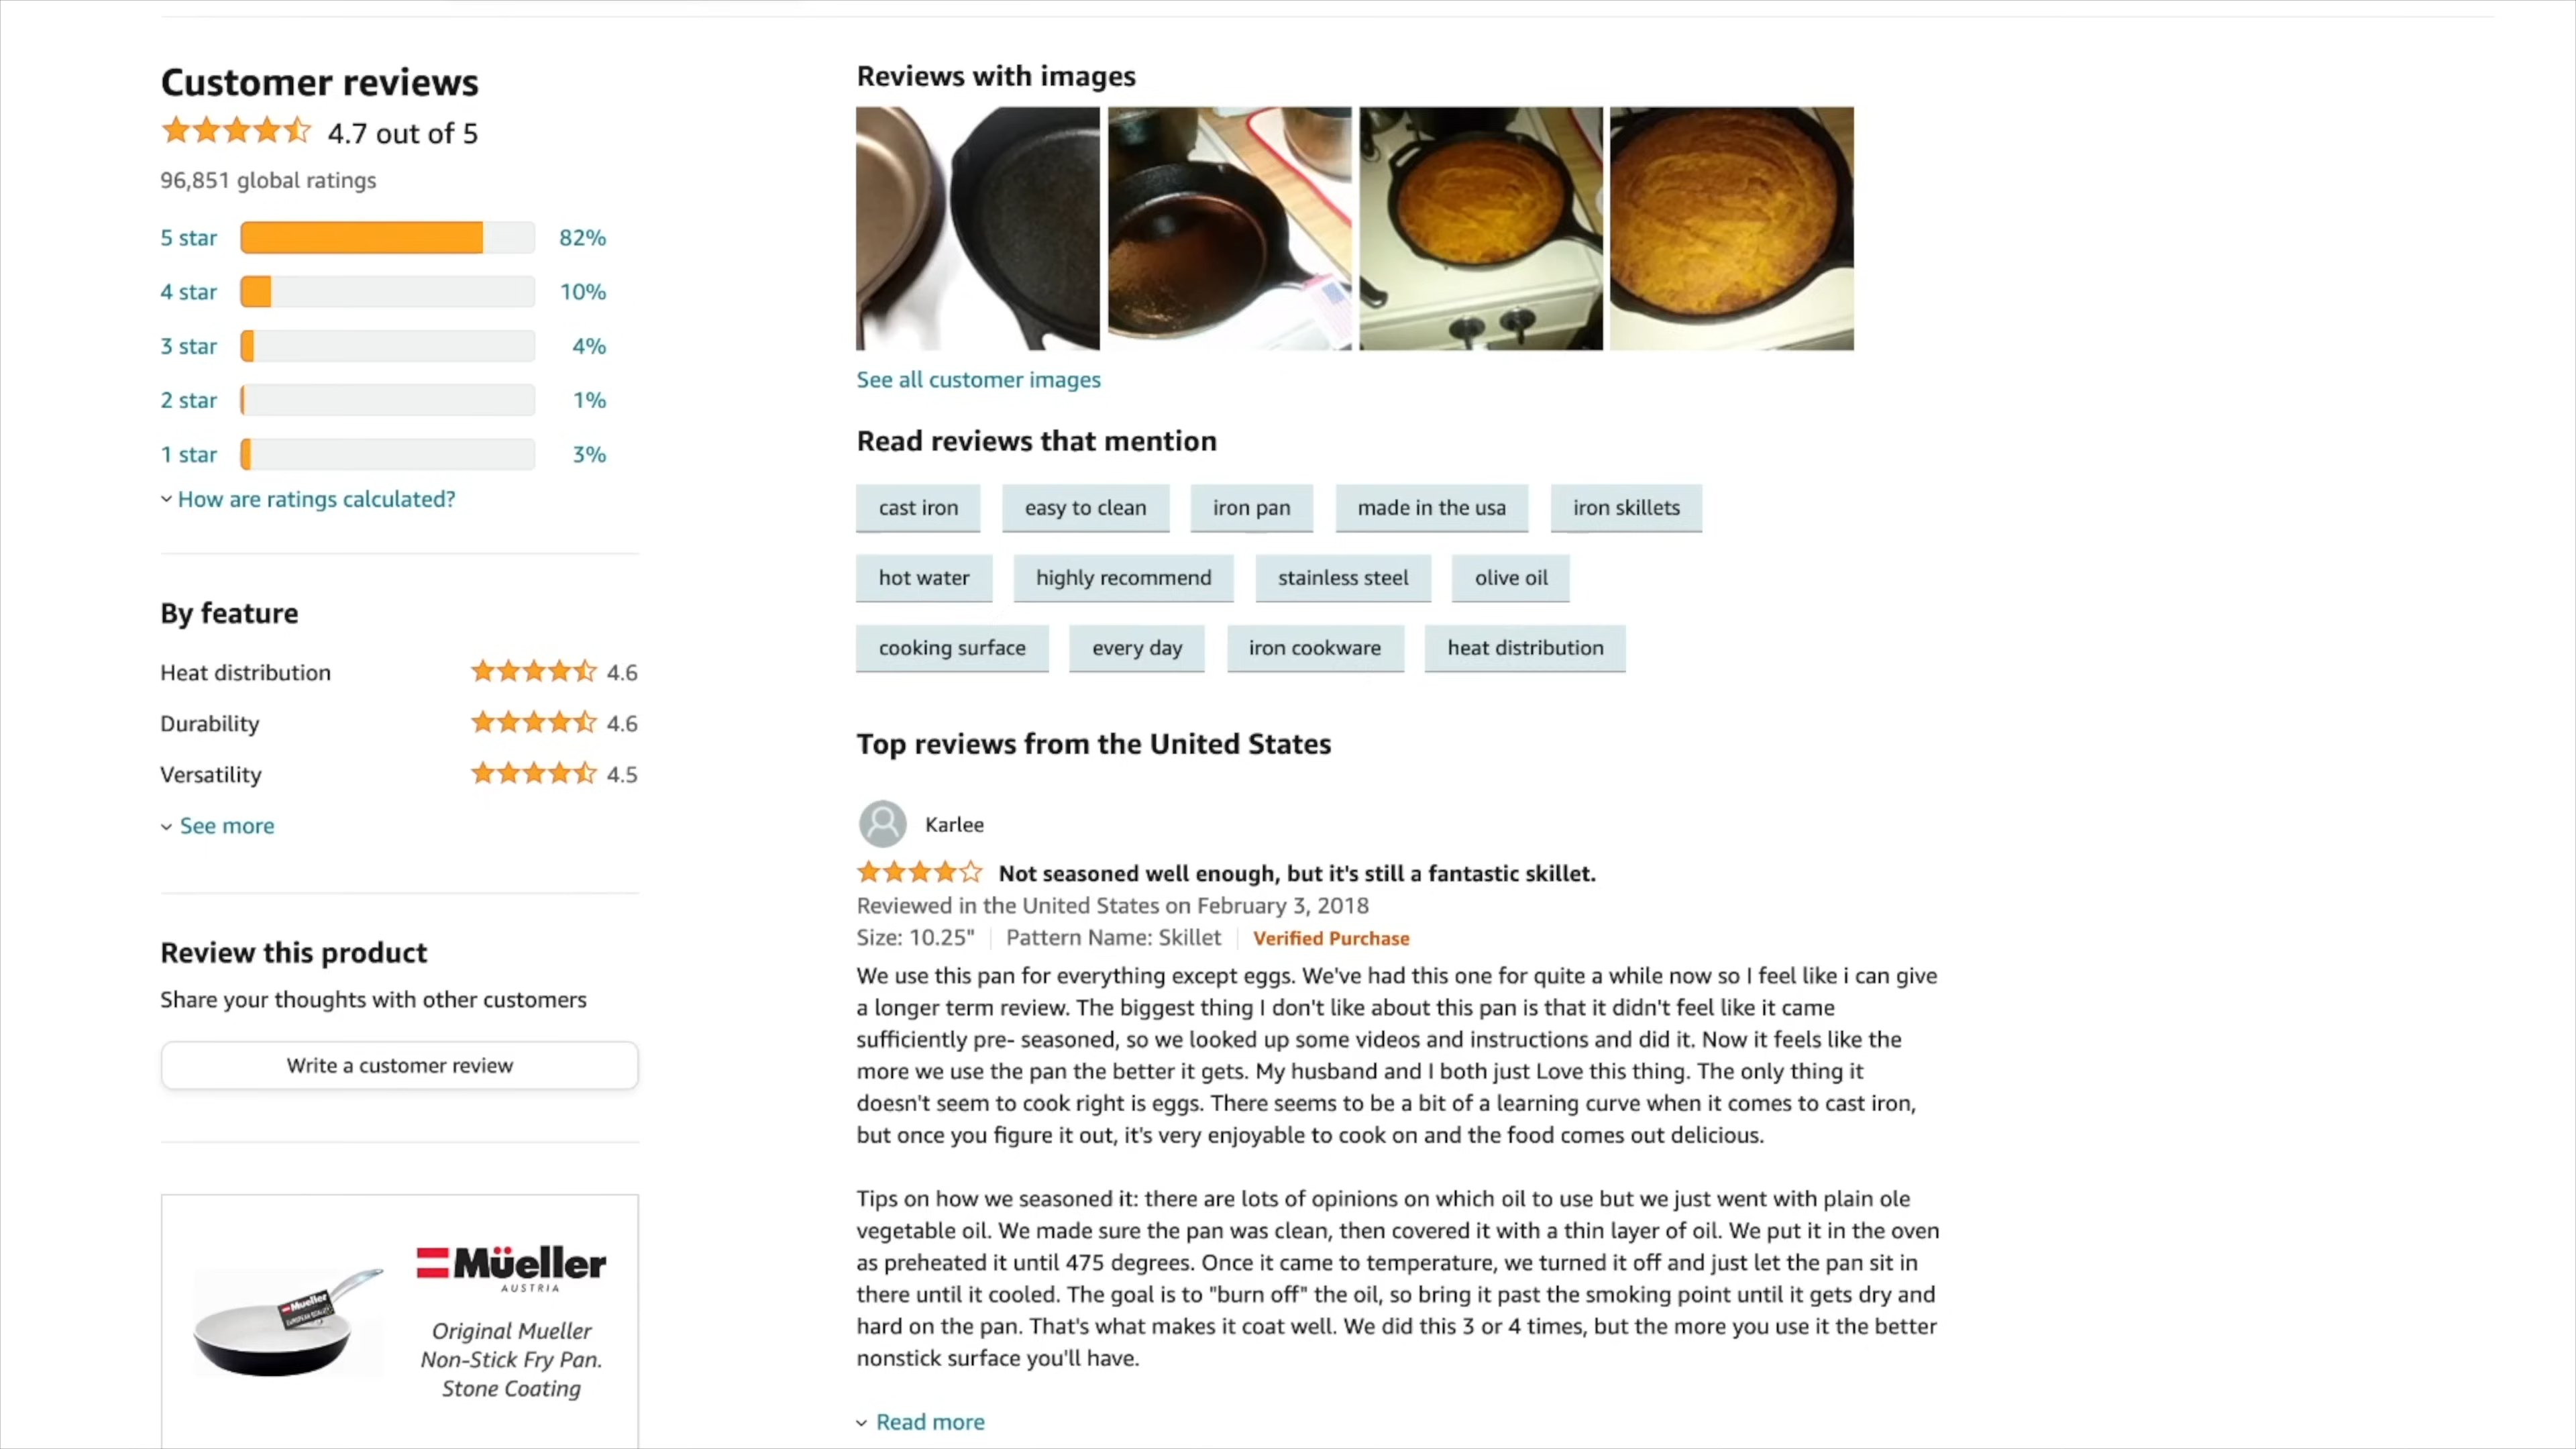 Customer reviews
4.7 out of 5
96,851 global ratings
5 star 82%
4 star 10%
3 star 4%
2 star 1%
1 star 3%
How are ratings calculated?
By feature
Heat distribution 4.6
Durability 4.6
Versatility 4.5
See more
Review this product
Share your thoughts with other customers
Write a customer review
Müeller
AUSTRIA
Mueller
Original Mueller
Non-Stick Fry Pan.
Stone Coating
Reviews with images
See all customer images
Read reviews that mention
cast iron easy to clean iron pan made in the usa iron skillets
hot water highly recommend stainless steel olive oil
cooking surface every day iron cookware heat distribution
Top reviews from the United States
Karlee
Not seasoned well enough, but it's still a fantastic skillet.
Reviewed in the United States on February 3, 2018
Size: 10.25" | Pattern Name: Skillet | Verified Purchase
We use this pan for everything except eggs. We've had this one for quite a while now so I feel like i can give
a longer term review. The biggest thing I don't like about this pan is that it didn't feel like it came
sufficiently pre- seasoned, so we looked up some videos and instructions and did it. Now it feels like the
more we use the pan the better it gets. My husband and I both just Love this thing. The only thing it
doesn't seem to cook right is eggs. There seems to be a bit of a learning curve when it comes to cast iron,
but once you figure it out, it's very enjoyable to cook on and the food comes out delicious.
Tips on how we seasoned it: there are lots of opinions on which oil to use but we just went with plain ole
vegetable oil. We made sure the pan was clean, then covered it with a thin layer of oil. We put it in the oven
as preheated it until 475 degrees. Once it came to temperature, we turned it off and just let the pan sit in
there until it cooled. The goal is to "burn off" the oil, so bring it past the smoking point until it gets dry and
hard on the pan. That's what makes it coat well. We did this 3 or 4 times, but the more you use it the better
nonstick surface you'll have.
Read more